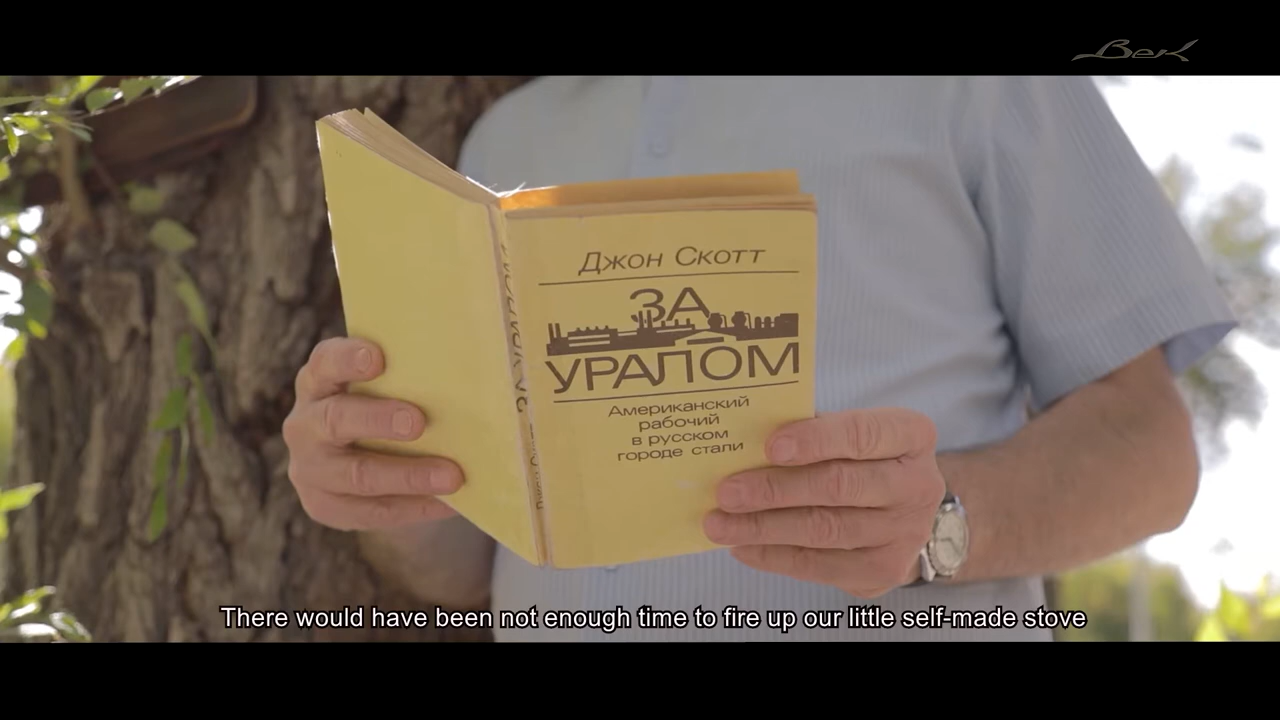 Век
Джон Скотт
ЗА
УРАЛОМ
Американский
рабочий
в русском
городе стали
There would have been not enough time to fire up our little self-made stove